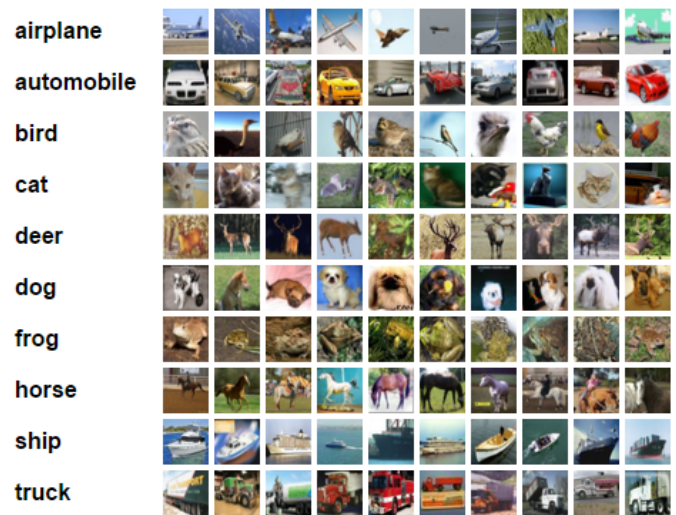 airplane
automobile
bird
cat
deer
dog
frog
horse
ship
truck